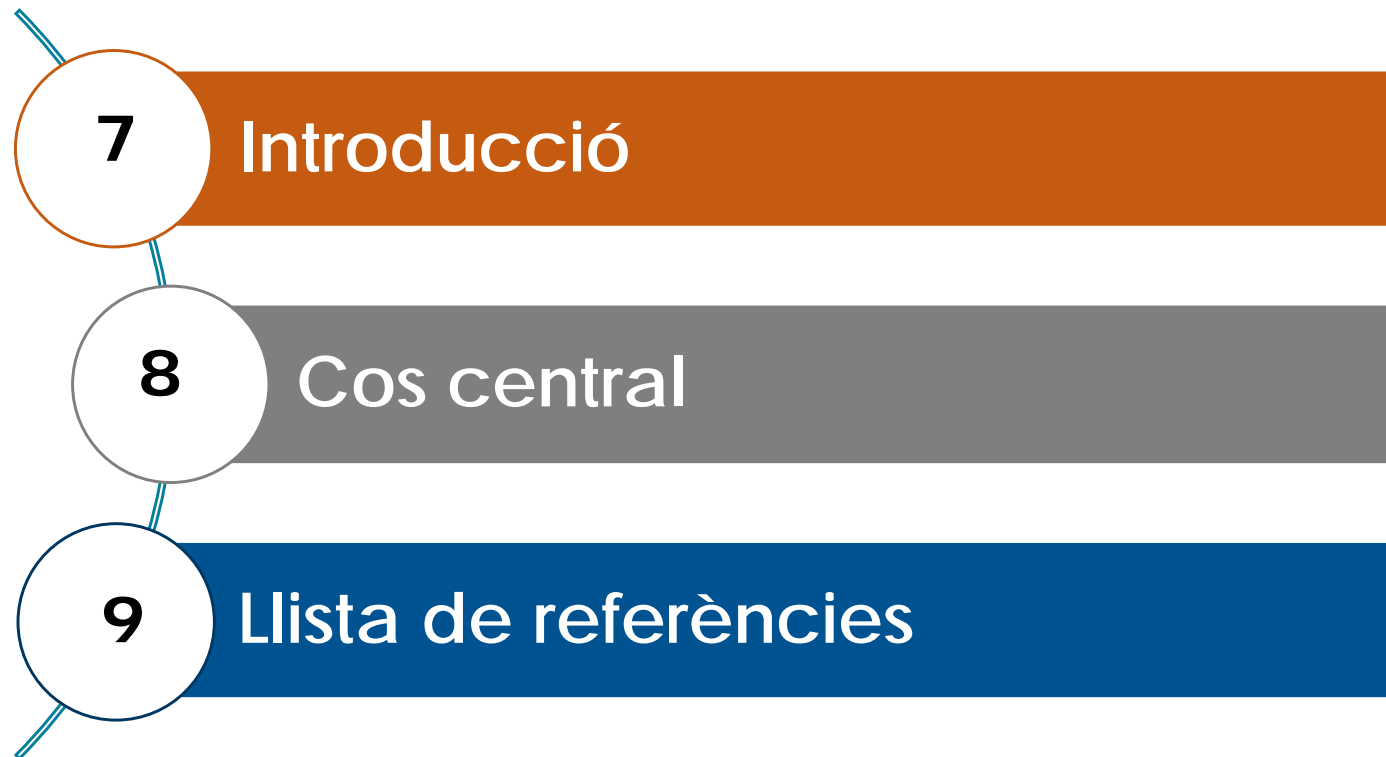 7 Introducció
8 Cos central
9 Llista de referències